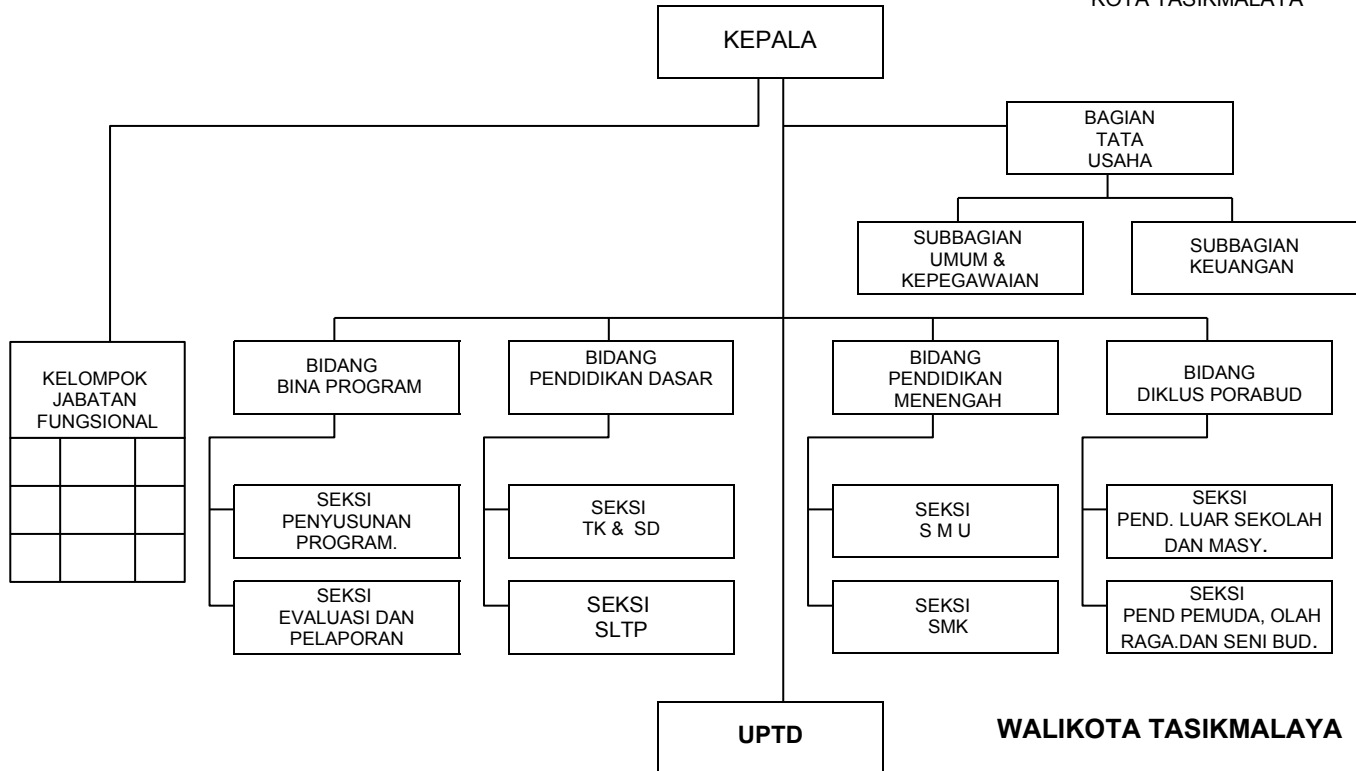 KOTA TASIKMALAYA
KEPALA
BAGIAN
TATA
USAHA
SUBBAGIAN
UMUM &
KEPEGAWAIAN
SUBBAGIAN
KEUANGAN
KELOMPOK
JABATAN
FUNGSIONAL
BIDANG
BINA PROGRAM
BIDANG
PENDIDIKAN DASAR
BIDANG
PENDIDIKAN
MENENGAH
BIDANG
DIKLUS PORABUD
SEKSI
PENYUSUNAN
PROGRAM.
SEKSI
TK & SD
SEKSI
S M U
SEKSI
PEND. LUAR SEKOLAH
DAN MASY.
SEKSI
EVALUASI DAN
PELAPORAN
SEKSI
SLTP
SEKSI
SMK
SEKSI
PEND PEMUDA, OLAH
RAGA.DAN SENI BUD.
UPTD
WALIKOTA TASIKMALAYA